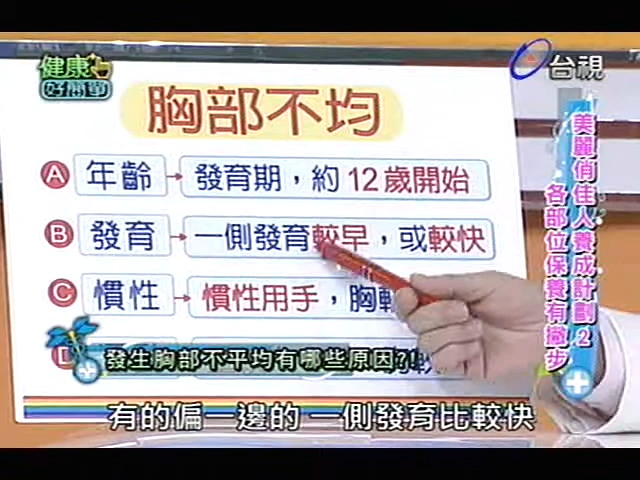 健康
好簡單
台視
胸部不均
A 年齡 發育期，約12歲開始
B 發育 一側發育較早，或較快
C 慣性 慣性用手，胸
D
發生胸部不平均有哪些原因?!
有的偏一邊的 一側發育比較快
美麗俏佳人養成計劃2
各部位保養有撇步